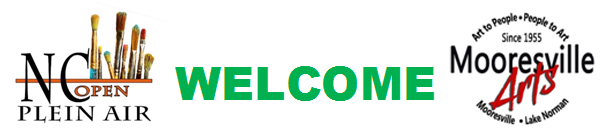 NC
OPEN
PLEIN AIR
WELCOME
Art to People • People to Art
Since 1955
Mooresville
Arts
Mooresville • Lake Norman